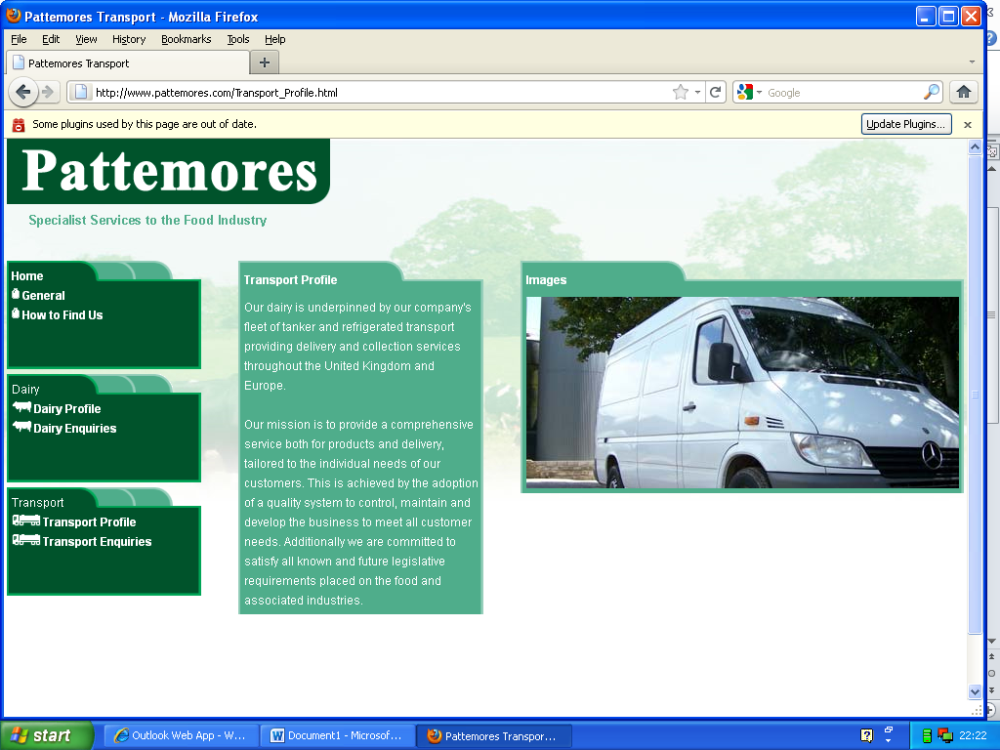 Pattemores Transport - Mozilla Firefox
File Edit View History Bookmarks Tools Help
Pattemores Transport
http://www.pattemores.com/Transport_Profile.html
Google
Some plugins used by this page are out of date.
Update Plugins...
Pattemores
Specialist Services to the Food Industry
Home
General
How to Find Us
Dairy
Dairy Profile
Dairy Enquiries
Transport
Transport Profile
Transport Enquiries
Transport Profile
Our dairy is underpinned by our company's
fleet of tanker and refrigerated transport
providing delivery and collection services
throughout the United Kingdom and
Europe.
Our mission is to provide a comprehensive
service both for products and delivery,
tailored to the individual needs of our
customers. This is achieved by the adoption
of a quality system to control, maintain and
develop the business to meet all customer
needs. Additionally we are committed to
satisfy all known and future legislative
requirements placed on the food and
associated industries.
Images
start
Outlook Web App - W...
Document1 - Microsof...
Pattemores Transpor...
22:22